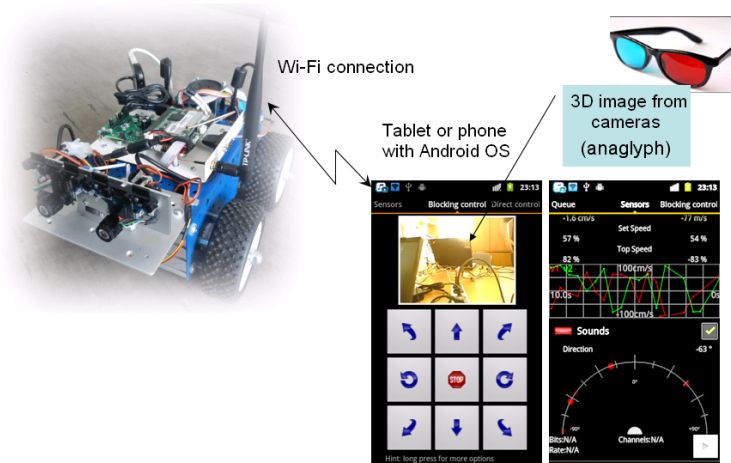 Wi-Fi connection
TP-LINK
3D image from
cameras
(anaglyph)
Tablet or phone
with Android OS
23:13
Sensors Blocking control Direct control
STOP
Hint: long press for more options
23:13
Queue Sensors Blocking control
-1.6 cm/s -77 m/s
Set Speed
57 % 54 %
Top Speed
82 % -83 %
V2 100cm/s
10.0s 0s
-100cm/s
Sounds
Direction -63 °
0°
-90° +90°
Bits:N/A Channels:N/A
Rate:N/A